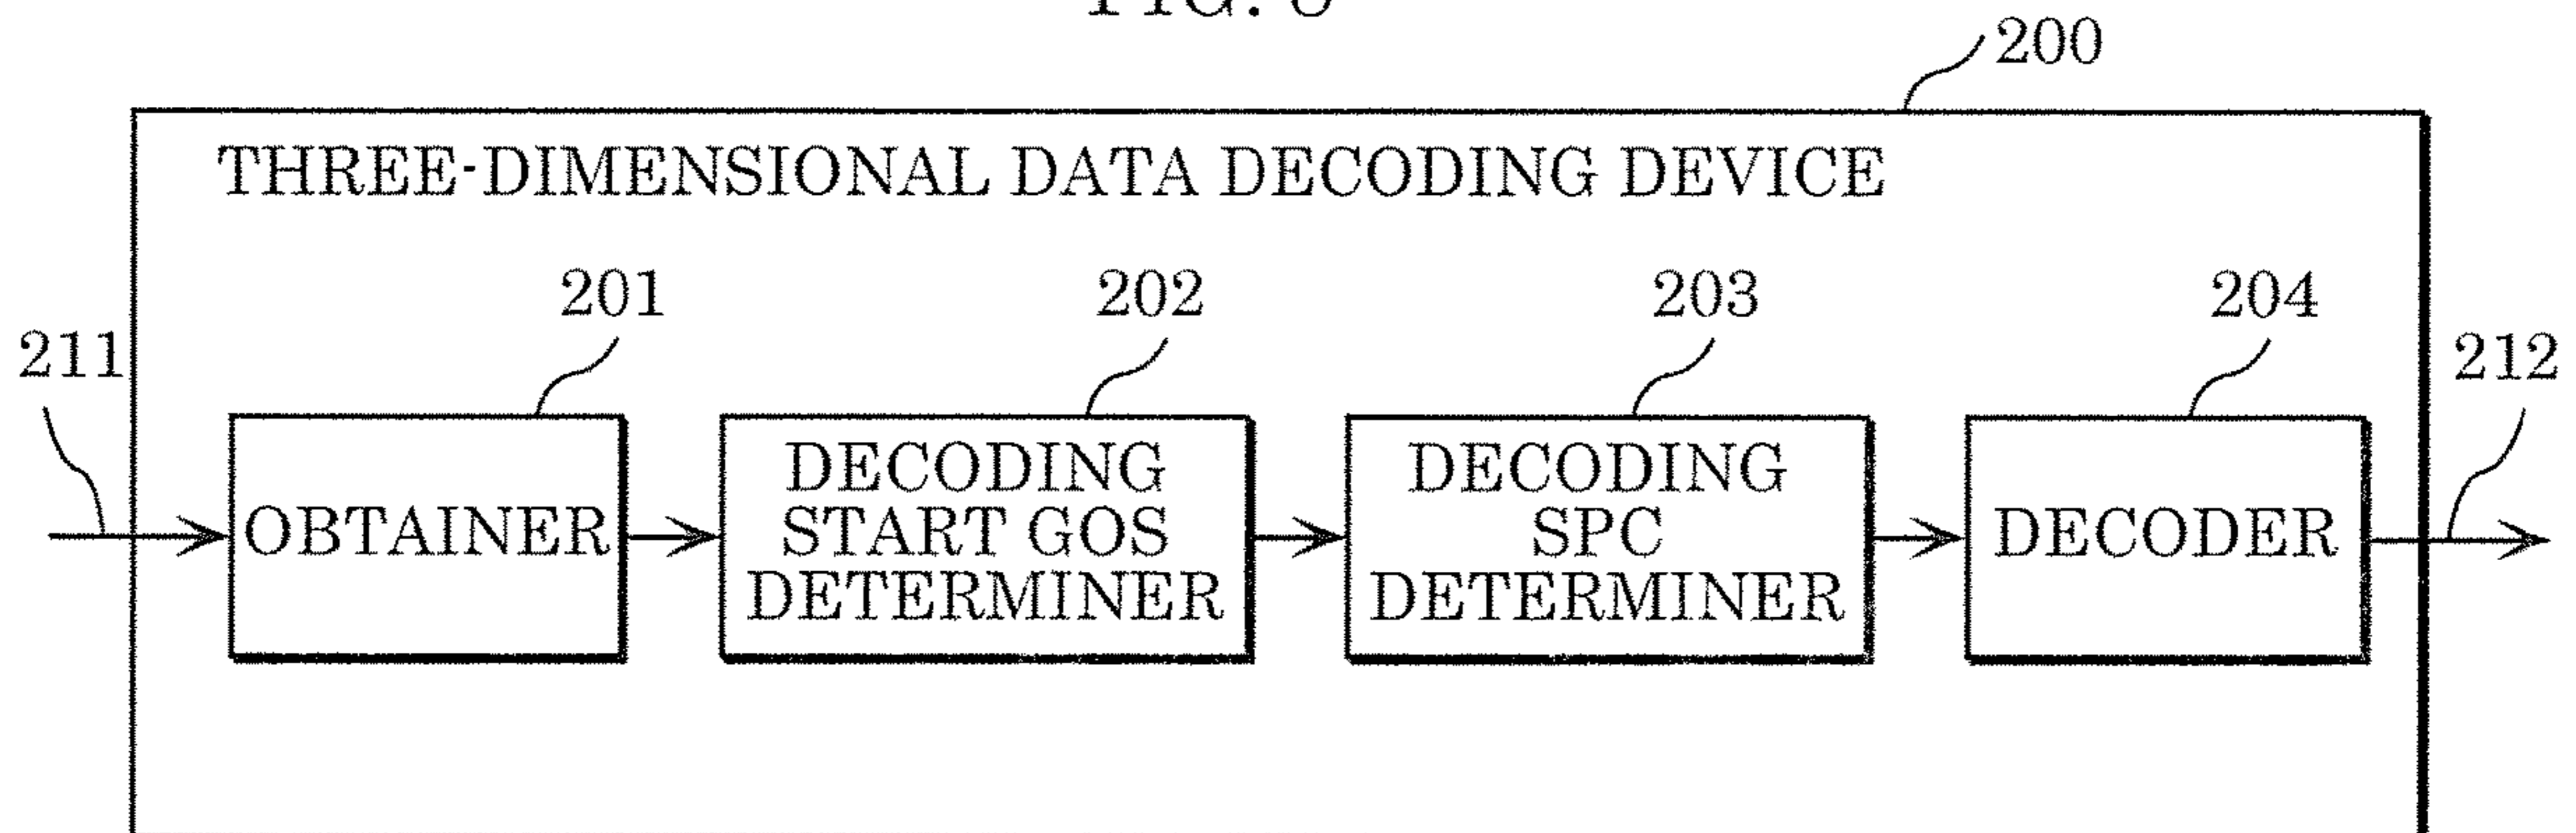 200
THREE-DIMENSIONAL DATA DECODING DEVICE
201
202
203
204
211
212
OBTAINER
DECODING
START GOS
DETERMINER
DECODING
SPC
DETERMINER
DECODER